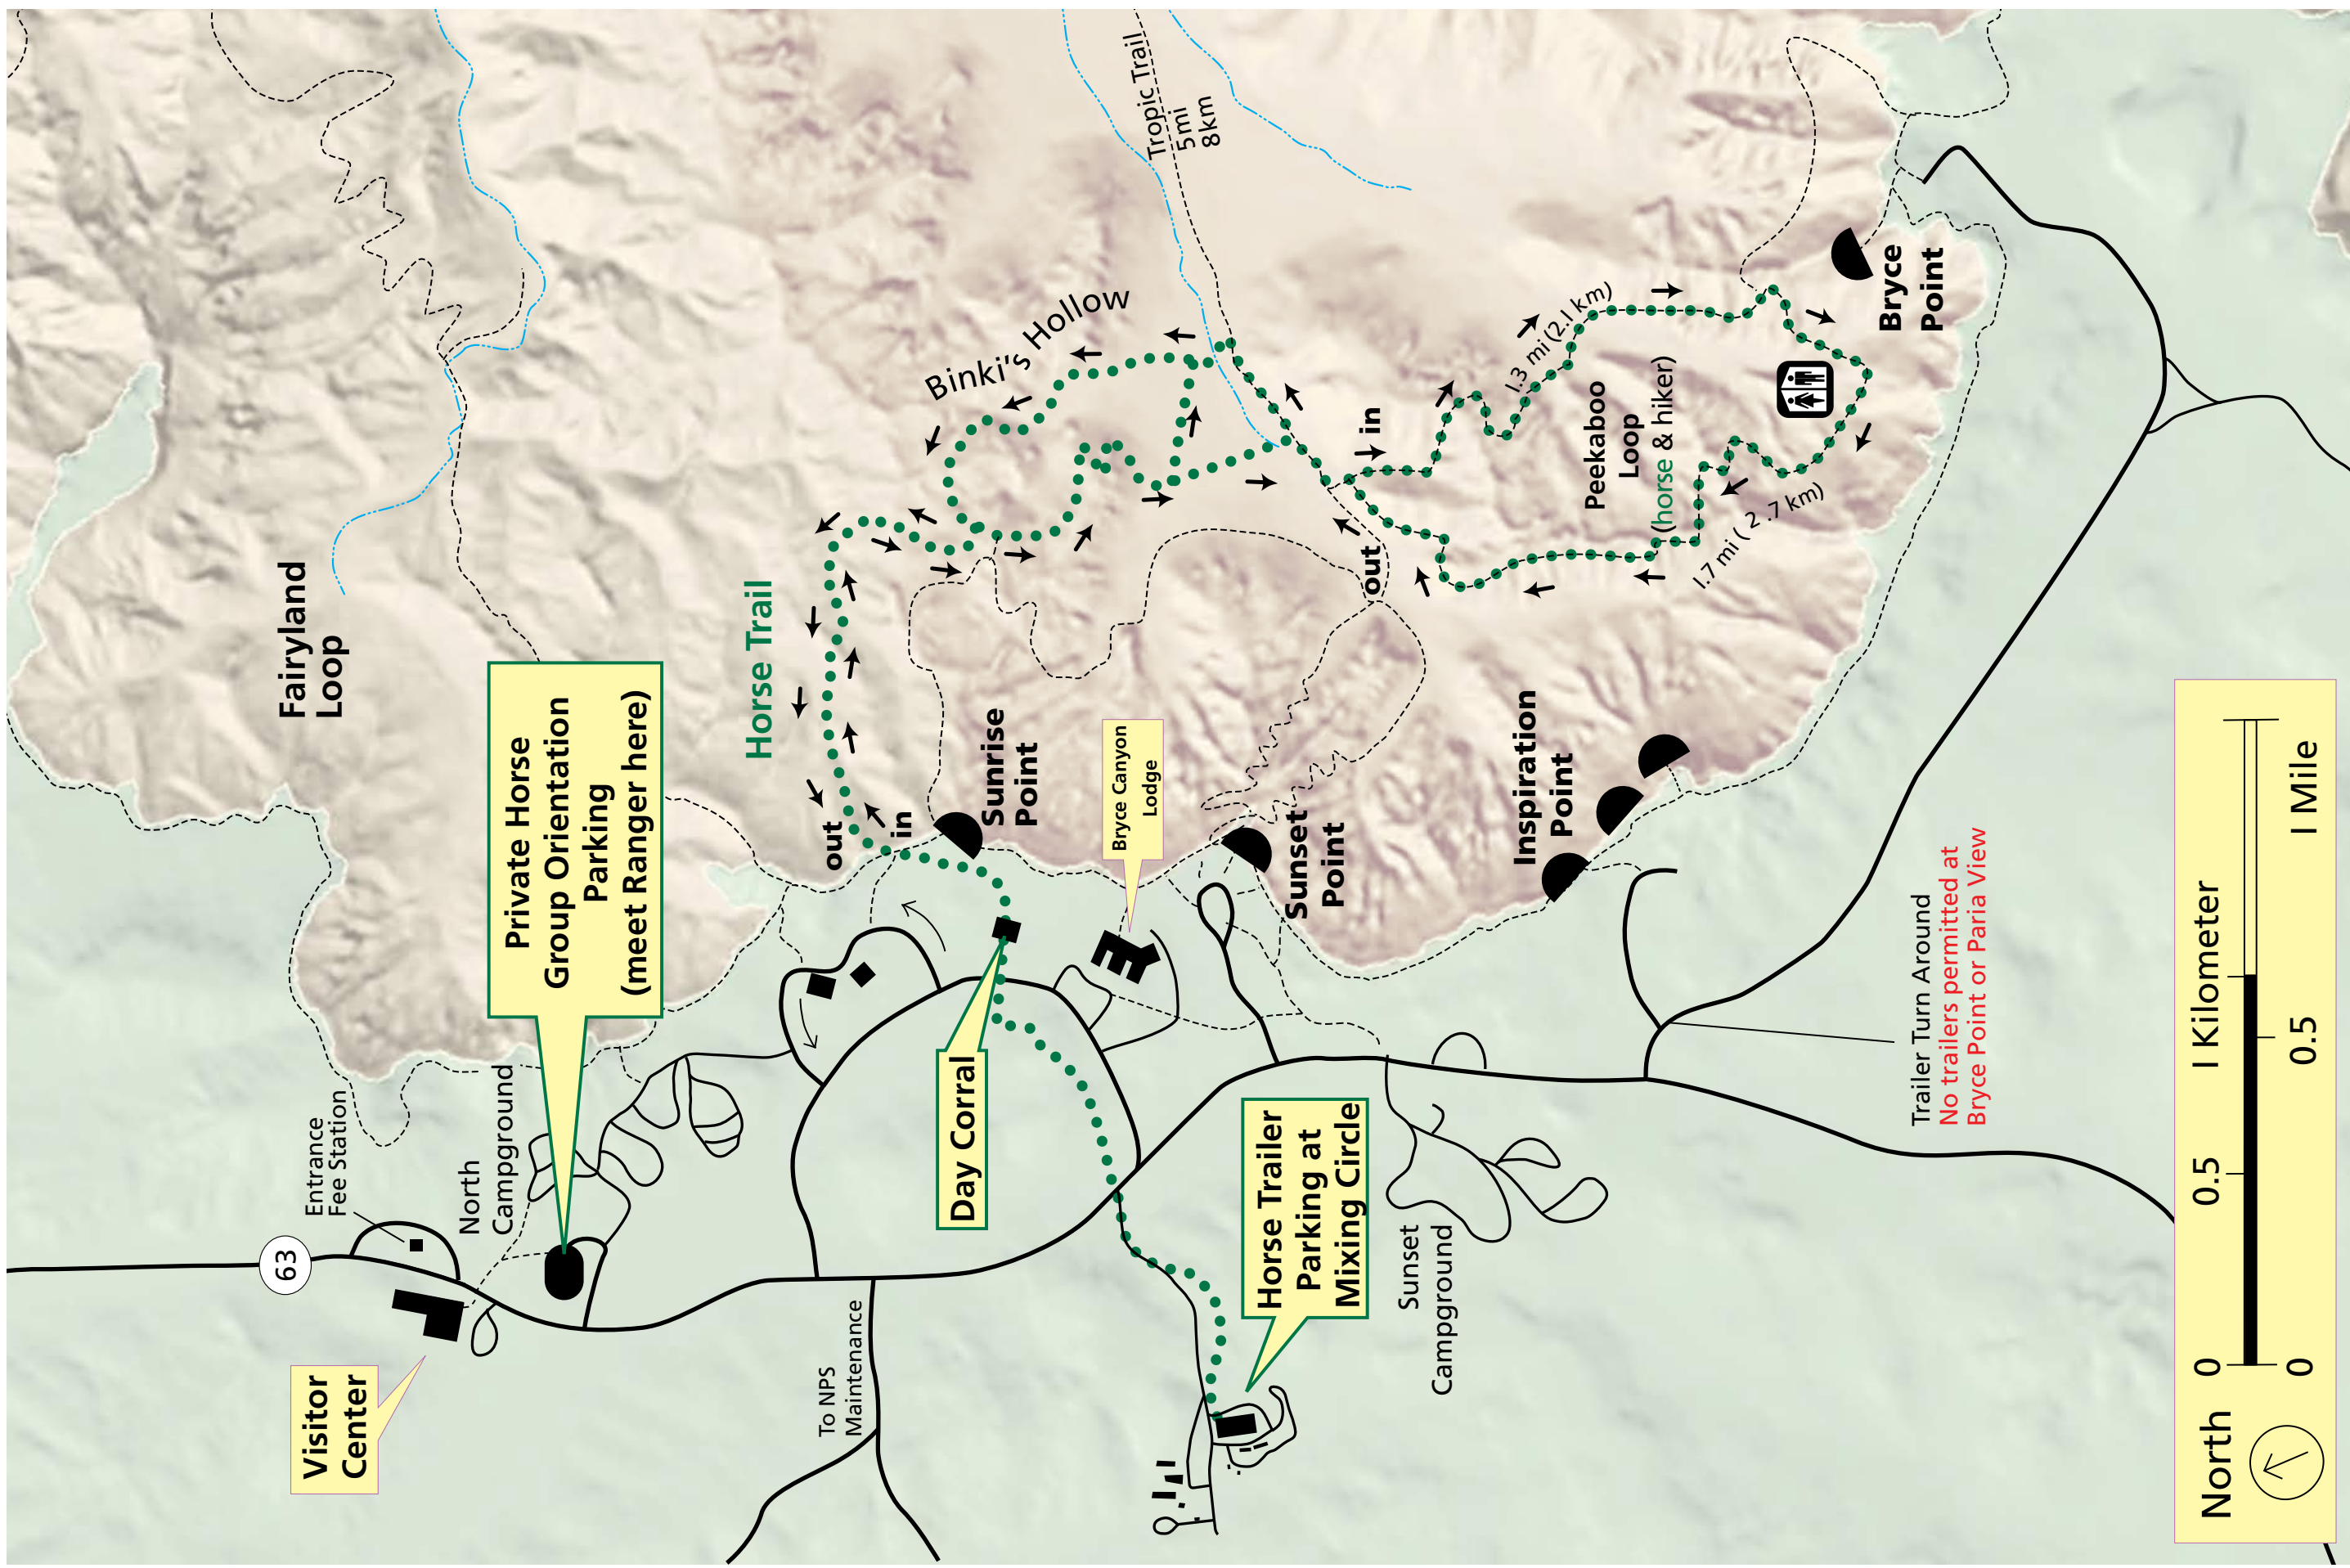 Tropic Trail
5 mi
8km
Binki's Hollow
Fairyland
Loop
Horse Trail
Private Horse
Group Orientation
Parking
(meet Ranger here)
out
in
Sunrise
Point
Bryce Canyon
Lodge
Sunset
Point
Inspiration
Point
in
out
1.3 mi (2.1 km)
Peekaboo
Loop
(horse & hiker)
1.7 mi ( 2 .7 km)
Bryce
Point
Entrance
Fee Station
North
Campground
63
Visitor
Center
To NPS
Maintenance
Day Corral
Horse Trailer
Parking at
Mixing Circle
Sunset
Campground
Trailer Turn Around
No trailers permitted at
Bryce Point or Paria View
North
0 0.5 1 Kilometer
0 0.5 1 Mile